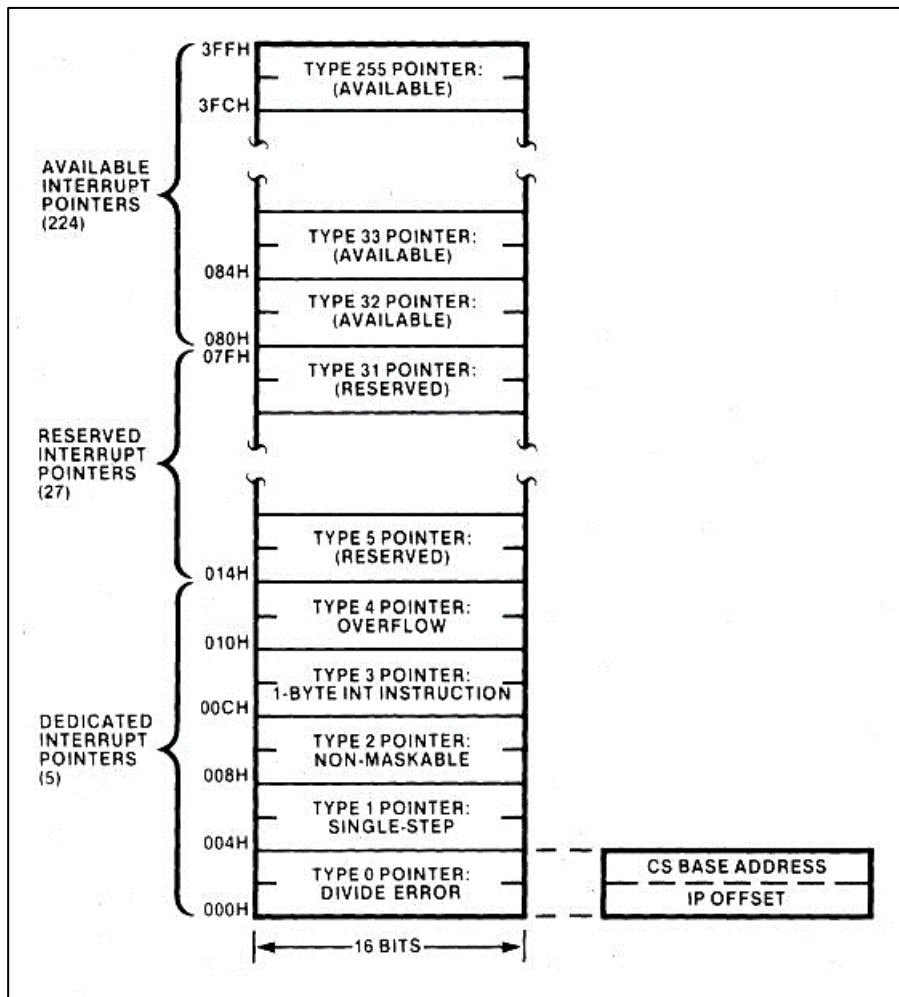 3FFH
TYPE 255 POINTER:
(AVAILABLE)
3FCH
AVAILABLE
INTERRUPT
POINTERS
(224)
TYPE 33 POINTER:
(AVAILABLE)
084H
TYPE 32 POINTER:
(AVAILABLE)
080H
07FH
TYPE 31 POINTER:
(RESERVED)
RESERVED
INTERRUPT
POINTERS
(27)
TYPE 5 POINTER:
(RESERVED)
014H
TYPE 4 POINTER:
OVERFLOW
010H
TYPE 3 POINTER:
1-BYTE INT INSTRUCTION
00CH
DEDICATED
INTERRUPT
POINTERS
(5)
TYPE 2 POINTER:
NON-MASKABLE
008H
TYPE 1 POINTER:
SINGLE-STEP
004H
TYPE 0 POINTER:
DIVIDE ERROR
000H
CS BASE ADDRESS
IP OFFSET
16 BITS